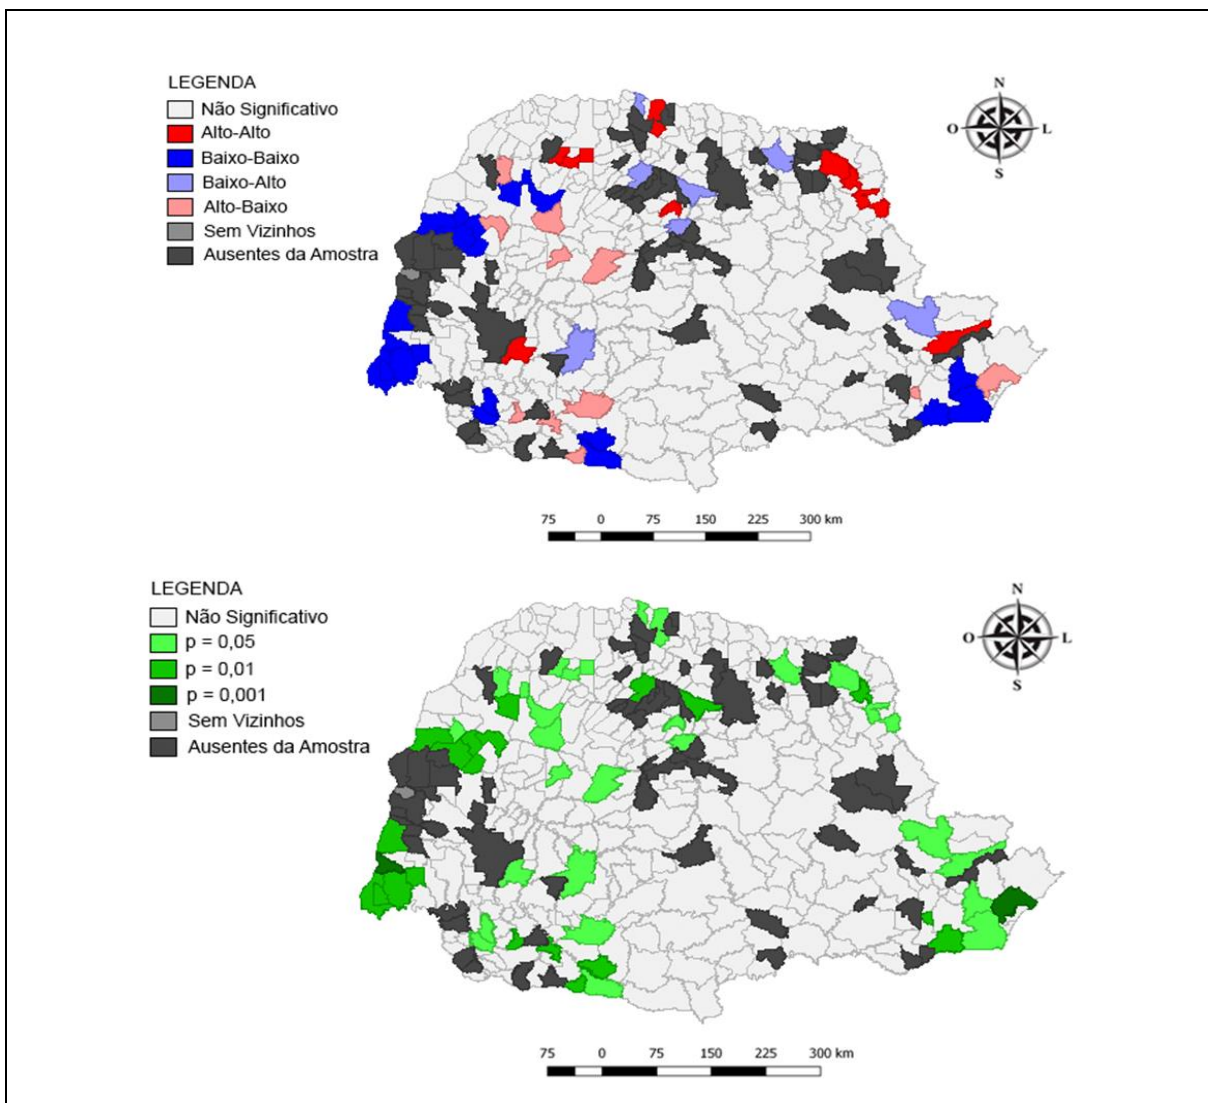 LEGENDA
Não Significativo
Alto-Alto
Baixo-Baixo
Baixo-Alto
Alto-Baixo
Sem Vizinhos
Ausentes da Amostra
N
O L
S
75 0 75 150 225 300 km
LEGENDA
Não Significativo
p = 0,05
p = 0,01
p = 0,001
Sem Vizinhos
Ausentes da Amostra
N
O L
S
75 0 75 150 225 300 km